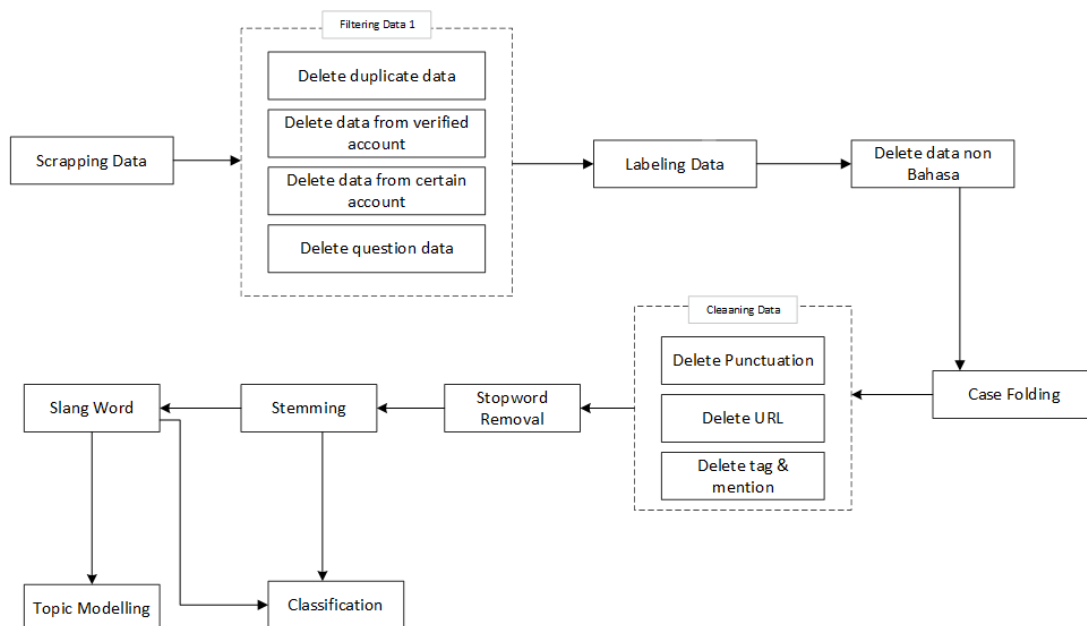 Filtering Data 1
Delete duplicate data
Delete data from verified
account
Delete data from certain
account
Delete question data
Scrapping Data
Labeling Data
Delete data non
Bahasa
Cleaaning Data
Delete Punctuation
Delete URL
Delete tag &
mention
Case Folding
Stopword
Removal
Stemming
Slang Word
Topic Modelling
Classification